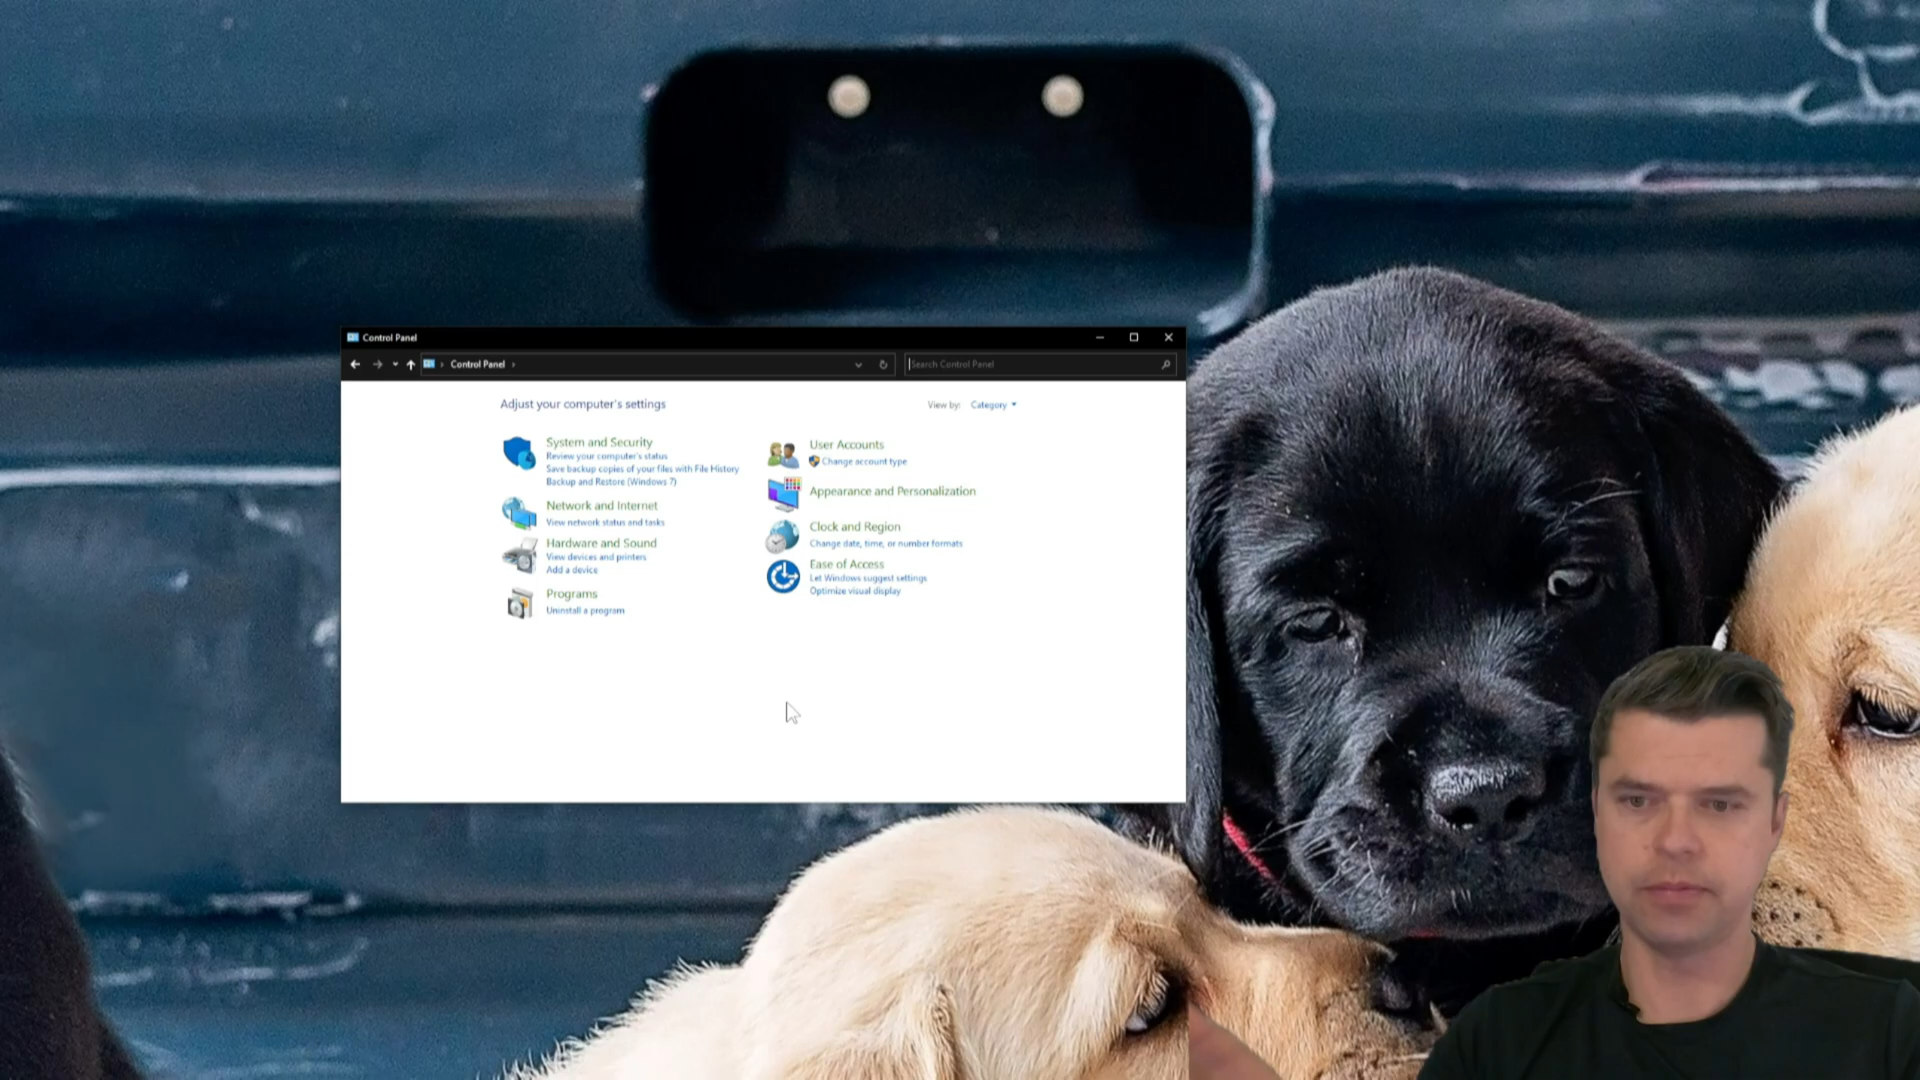 Control Panel
Control Panel
Search Control Panel
Adjust your computer's settings
View by: Category
System and Security
Review your computer's status
Save backup copies of your files with File History
Backup and Restore (Windows 7)
Network and Internet
View network status and tasks
Hardware and Sound
View devices and printers
Add a device
Programs
Uninstall a program
User Accounts
Change account type
Appearance and Personalization
Clock and Region
Change date, time, or number formats
Ease of Access
Let Windows suggest settings
Optimize visual display